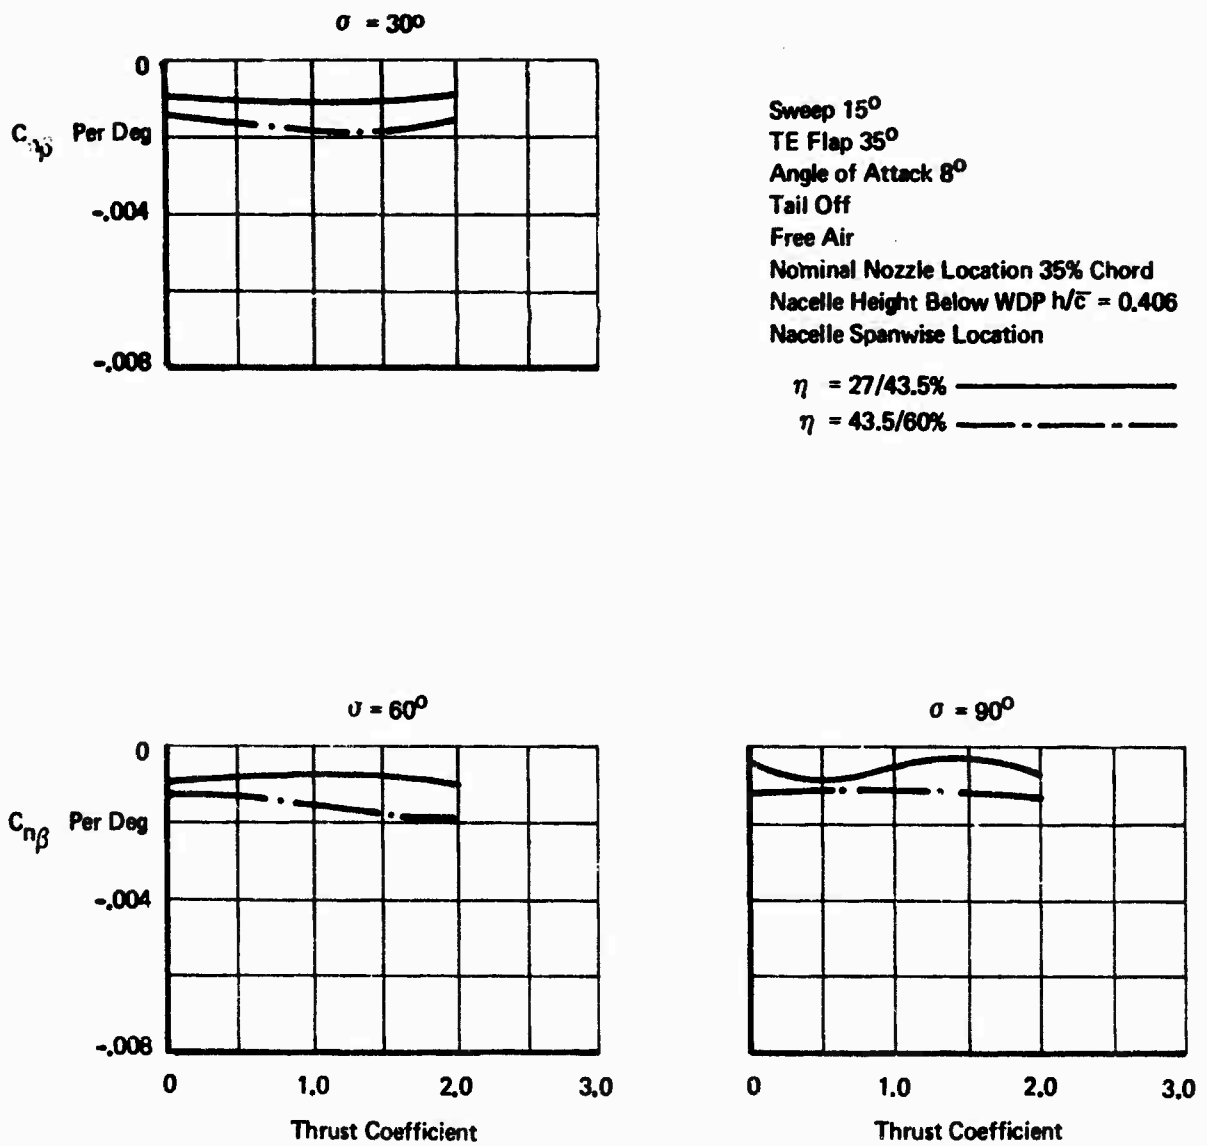 σ = 30°
0
Per Deg
-.004
-.008
Sweep 15°
TE Flap 35°
Angle of Attack 8°
Tail Off
Free Air
Nominal Nozzle Location 35% Chord
Nacelle Height Below WDP h/c̅ = 0.406
Nacelle Spanwise Location
η = 27/43.5%
η = 43.5/60%
σ = 60°
0
Cnβ Per Deg
-.004
-.008
0 1.0 2.0 3.0
Thrust Coefficient
σ = 90°
0 1.0 2.0 3.0
Thrust Coefficient